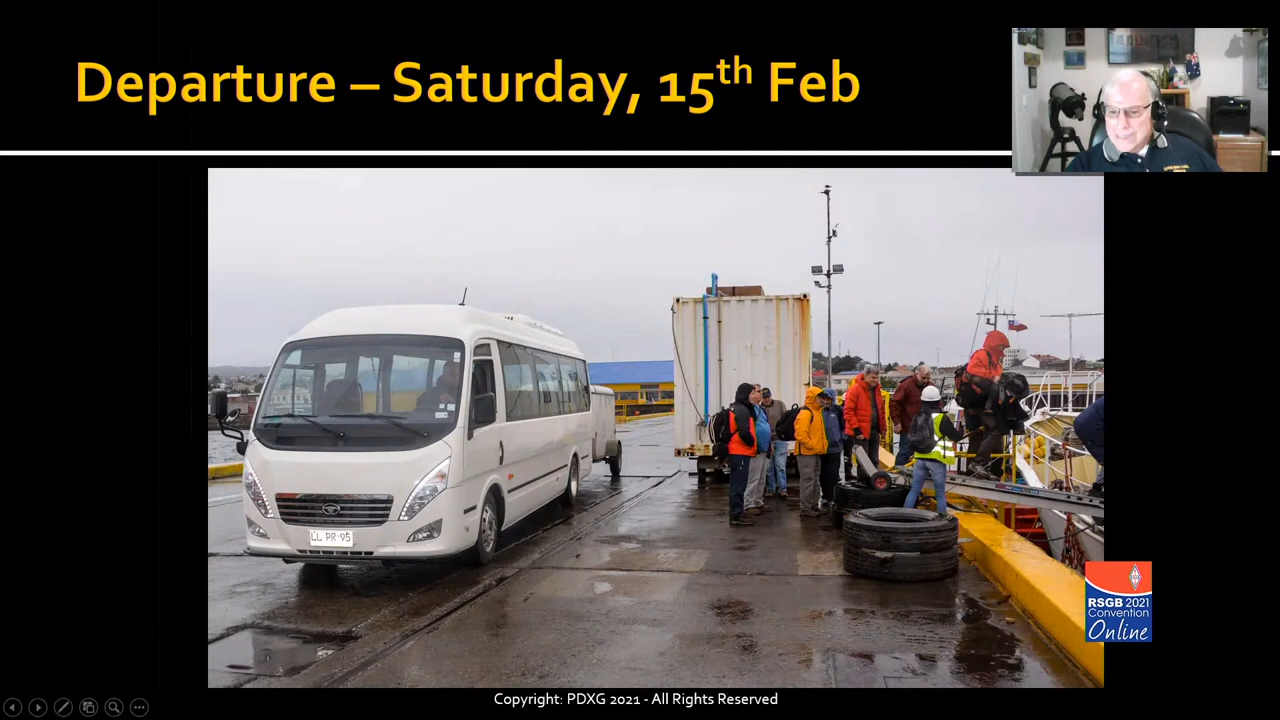 Departure – Saturday, 15th Feb
LL PR·95
RSGB 2021
Convention
Online
Copyright: PDXG 2021 - All Rights Reserved